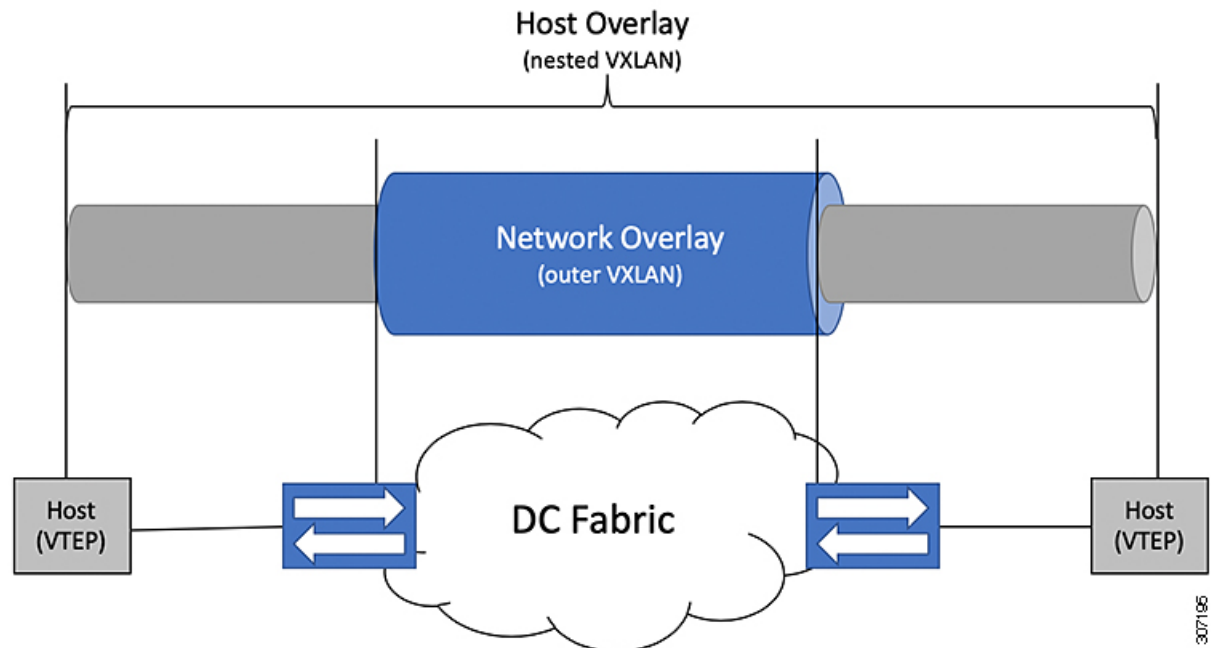 Host Overlay
(nested VXLAN)
Network Overlay
(outer VXLAN)
DC Fabric
Host
(VTEP)
Host
(VTEP)
307195